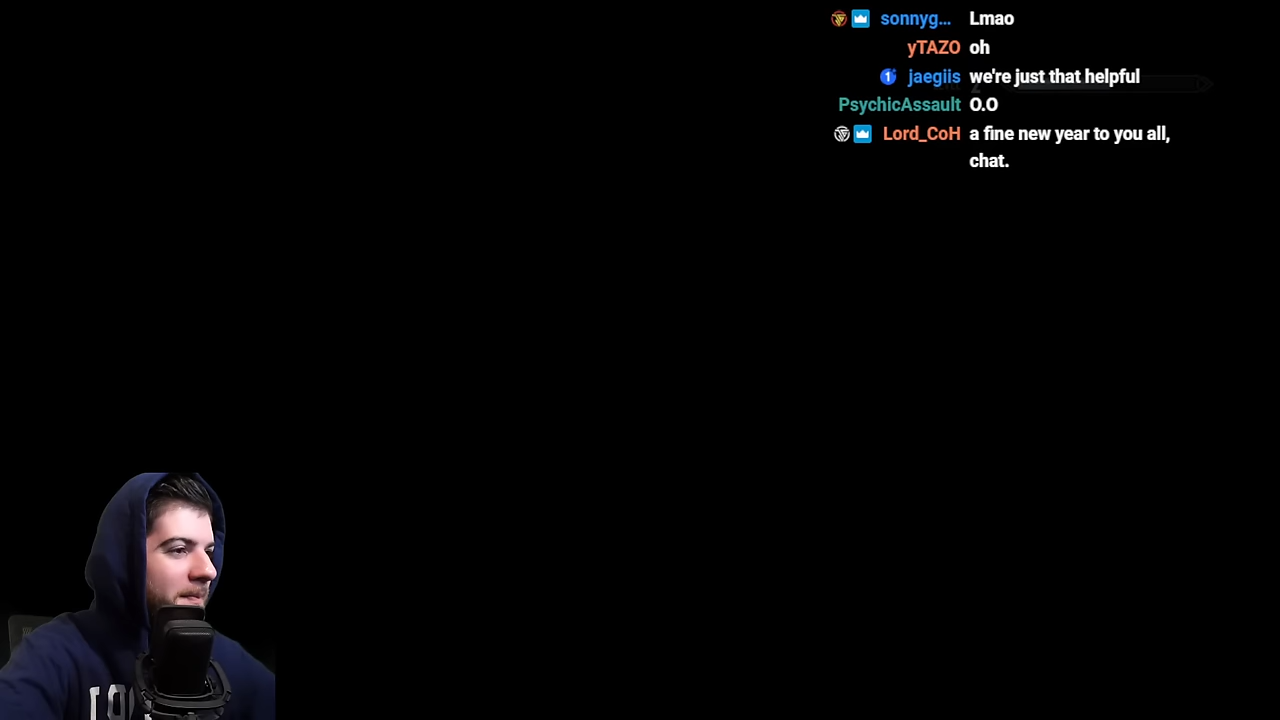 sonnyg... Lmao
yTAZO oh
jaegiis we're just that helpful
PsychicAssault O.O
Lord_CoH a fine new year to you all,
chat.